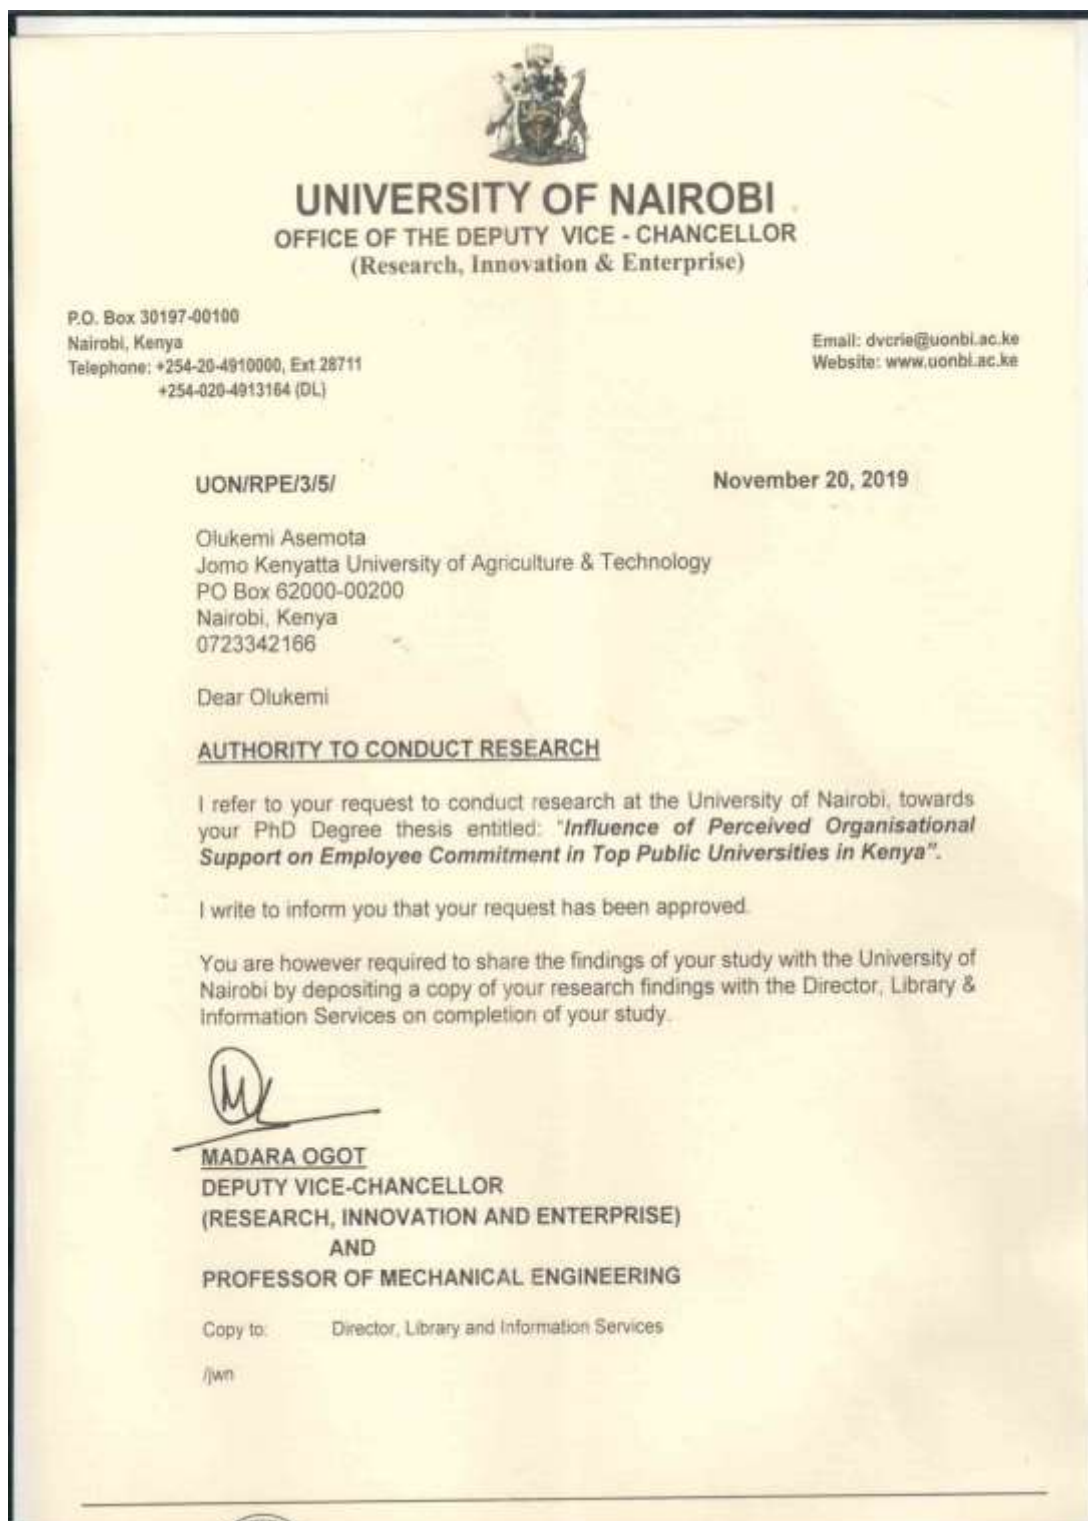 UNIVERSITY OF NAIROBI
OFFICE OF THE DEPUTY VICE - CHANCELLOR
(Research, Innovation & Enterprise)
P.O. Box 30197-00100
Nairobi, Kenya
Telephone: +254-20-4910000, Ext 28711
+254-020-4913164 (DL)
Email: dvcrie@uonbi.ac.ke
Website: www.uonbi.ac.ke
UON/RPE/3/5/
November 20, 2019
Olukemi Asemota
Jomo Kenyatta University of Agriculture & Technology
PO Box 62000-00200
Nairobi, Kenya
0723342166
Dear Olukemi
AUTHORITY TO CONDUCT RESEARCH
I refer to your request to conduct research at the University of Nairobi, towards
your PhD Degree thesis entitled: "Influence of Perceived Organisational
Support on Employee Commitment in Top Public Universities in Kenya".
I write to inform you that your request has been approved.
You are however required to share the findings of your study with the University of
Nairobi by depositing a copy of your research findings with the Director, Library &
Information Services on completion of your study.
MADARA OGOT
DEPUTY VICE-CHANCELLOR
(RESEARCH, INNOVATION AND ENTERPRISE)
AND
PROFESSOR OF MECHANICAL ENGINEERING
Copy to: Director, Library and Information Services
/jwn